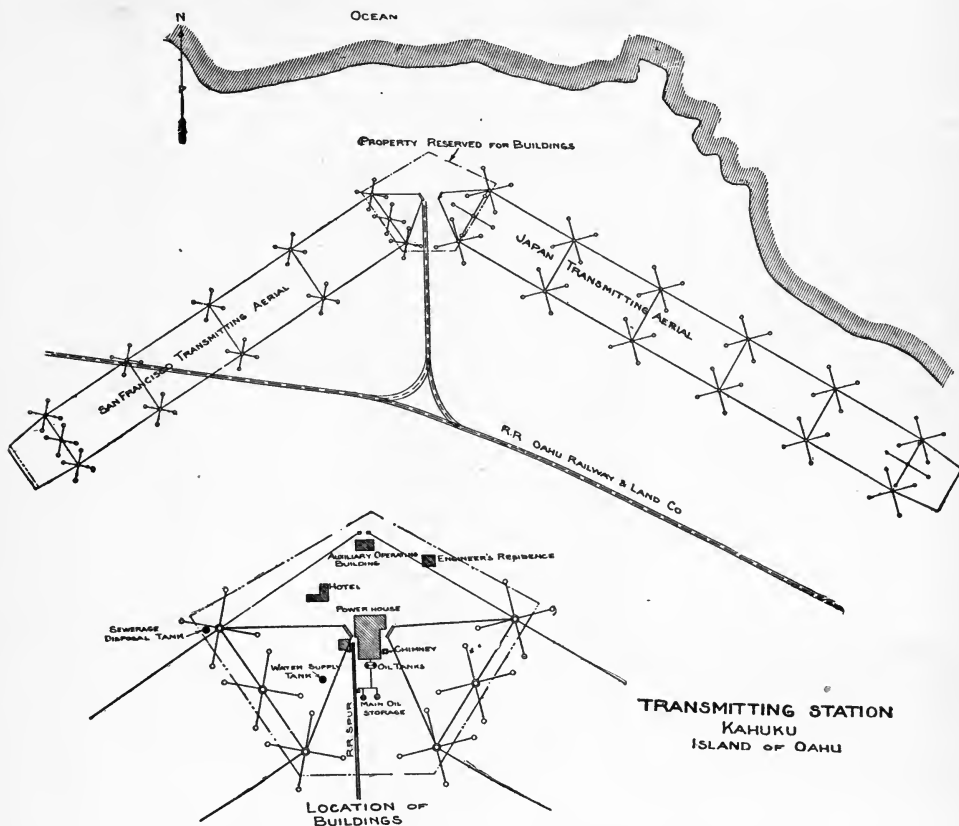 N
OCEAN
PROPERTY RESERVED FOR BUILDINGS
JAPAN TRANSMITTING AERIAL
SAN FRANCISCO TRANSMITTING AERIAL
R.R. OAHU RAILWAY & LAND CO
AUXILIARY OPERATING
BUILDING
ENGINEER'S RESIDENCE
HOTEL
POWER HOUSE
SEWERAGE
DISPOSAL TANK
CHIMNEY
WATER SUPPLY
TANK
OIL TANKS
MAIN OIL
STORAGE
R.R. SPUR
LOCATION OF
BUILDINGS
TRANSMITTING STATION
KAHUKU
ISLAND OF OAHU